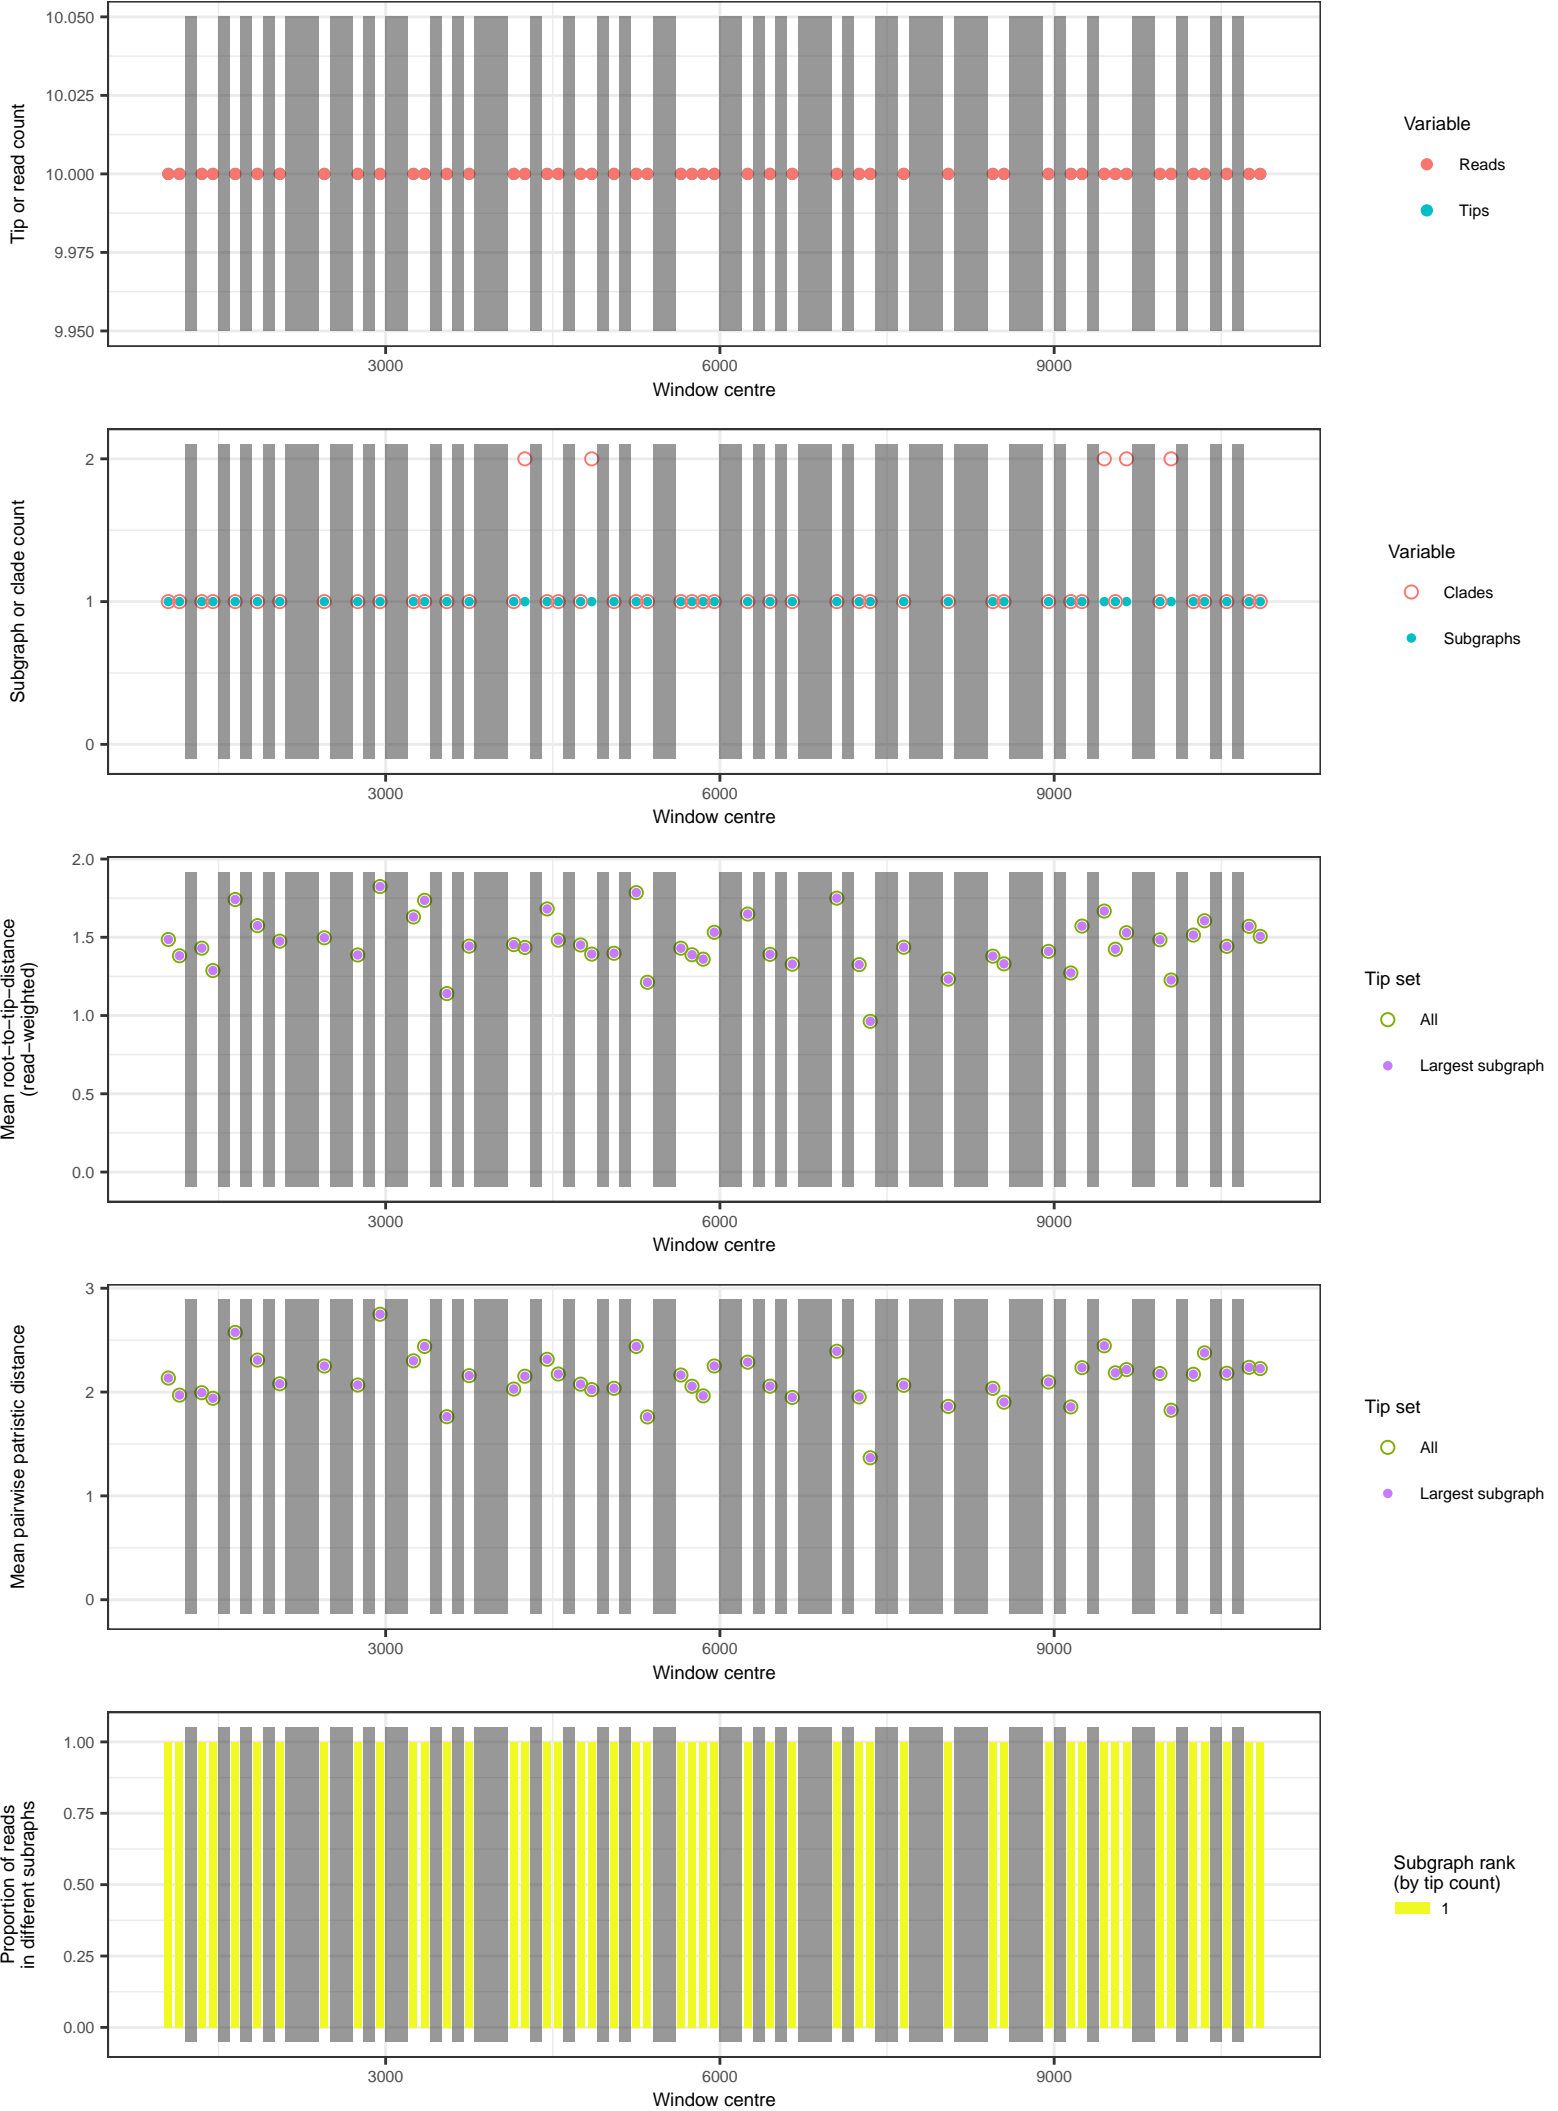 10.050
10.025
10.000
9.975
9.950
Tip or read count
3000
6000
9000
Window centre
Variable
Reads
Tips
2
1
0
Subgraph or clade count
3000
6000
9000
Window centre
Variable
Clades
Subgraphs
2.0
1.5
1.0
0.5
0.0
Mean root−to−tip−distance
(read−weighted)
3000
6000
9000
Window centre
Tip set
All
Largest subgraph
3
2
1
0
Mean pairwise patristic distance
3000
6000
9000
Window centre
Tip set
All
Largest subgraph
1.00
0.75
0.50
0.25
0.00
Proportion of reads
in different subraphs
3000
6000
9000
Window centre
Subgraph rank
(by tip count)
1